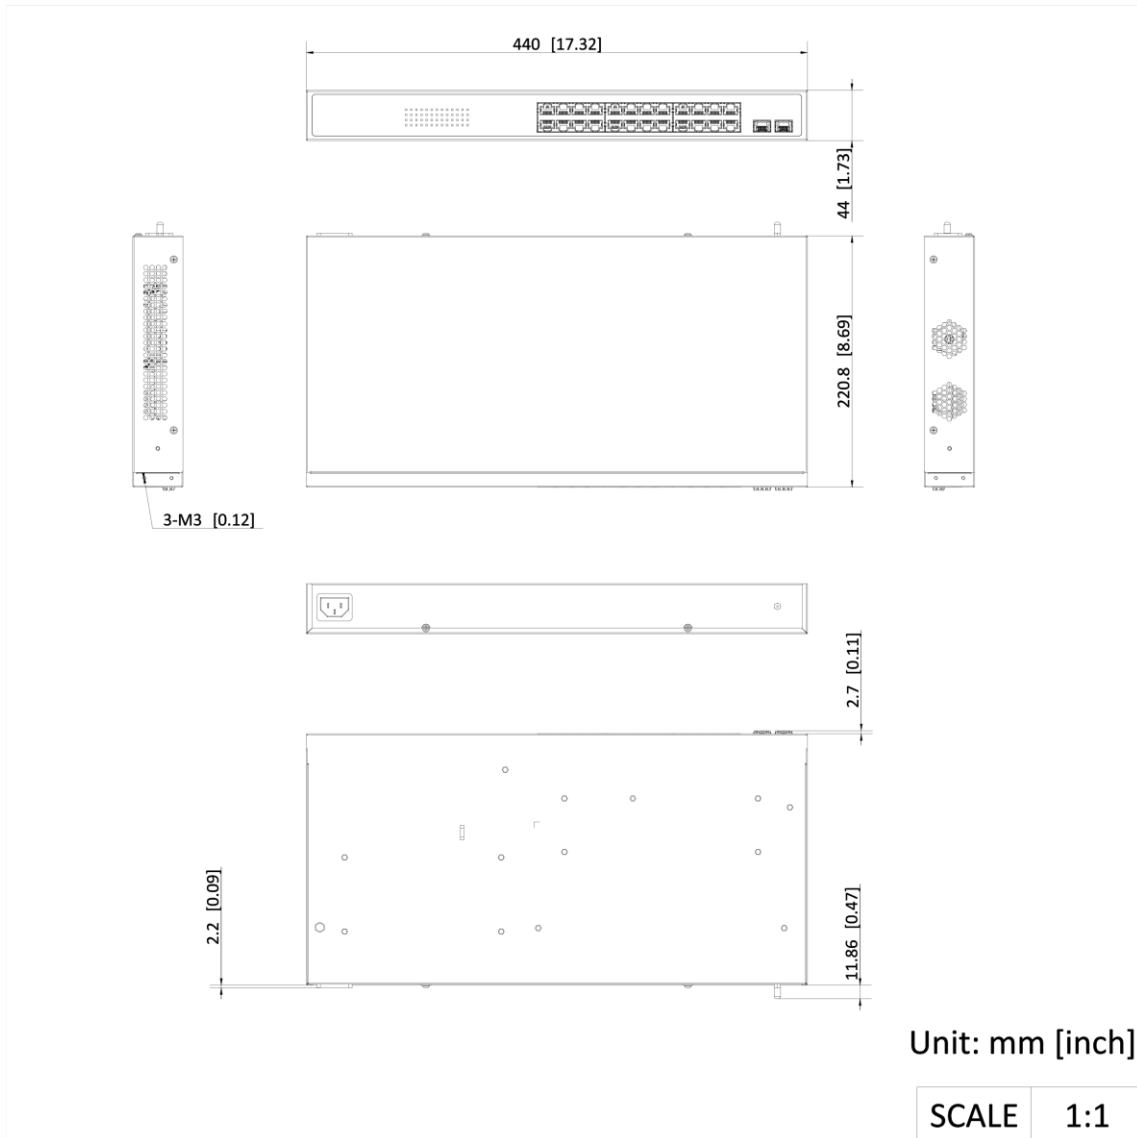 440 [17.32]
44 [1.73]
220.8 [8.69]
3-M3 [0.12]
2.7 [0.11]
2.2 [0.09]
11.86 [0.47]
Unit: mm [inch]
SCALE 1:1